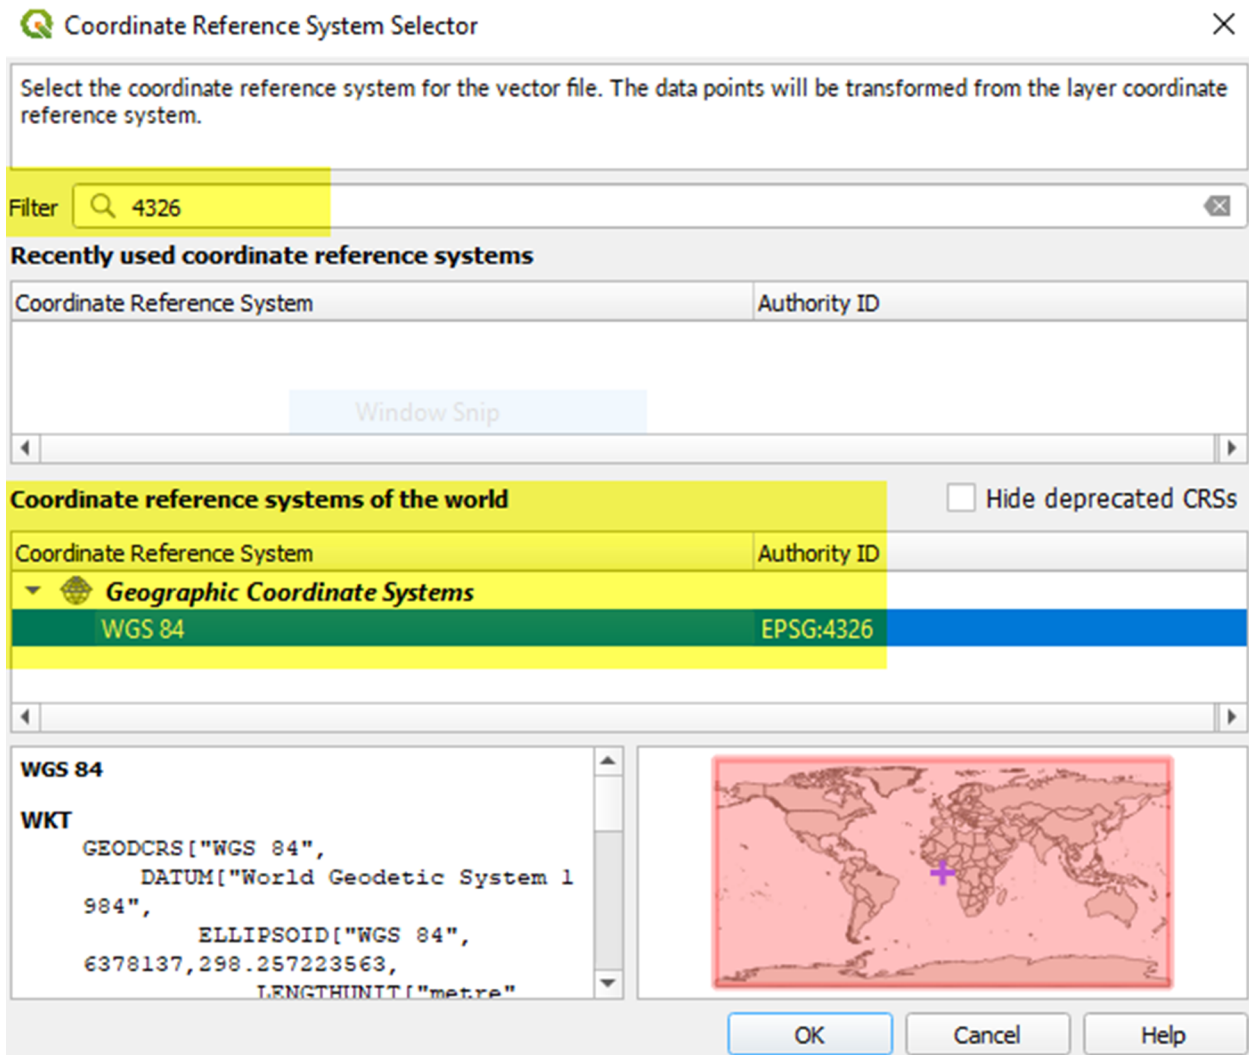 Coordinate Reference System Selector
Select the coordinate reference system for the vector file. The data points will be transformed from the layer coordinate
reference system.
Filter 4326
Recently used coordinate reference systems
Coordinate Reference System Authority ID
Window Snip
Coordinate reference systems of the world Hide deprecated CRSs
Coordinate Reference System Authority ID
Geographic Coordinate Systems
WGS 84 EPSG:4326
WGS 84
WKT
GEODCRS["WGS 84",
DATUM["World Geodetic System 1
984",
ELLIPSOID["WGS 84",
6378137,298.257223563,
LENGTHUNIT["metre"
OK Cancel Help